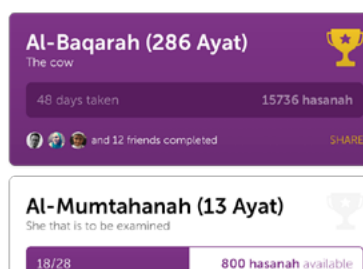 Al-Baqarah (286 Ayat)
The cow
48 days taken 15736 hasanah
and 12 friends completed SHARE
Al-Mumtahanah (13 Ayat)
She that is to be examined
18/28 800 hasanah available